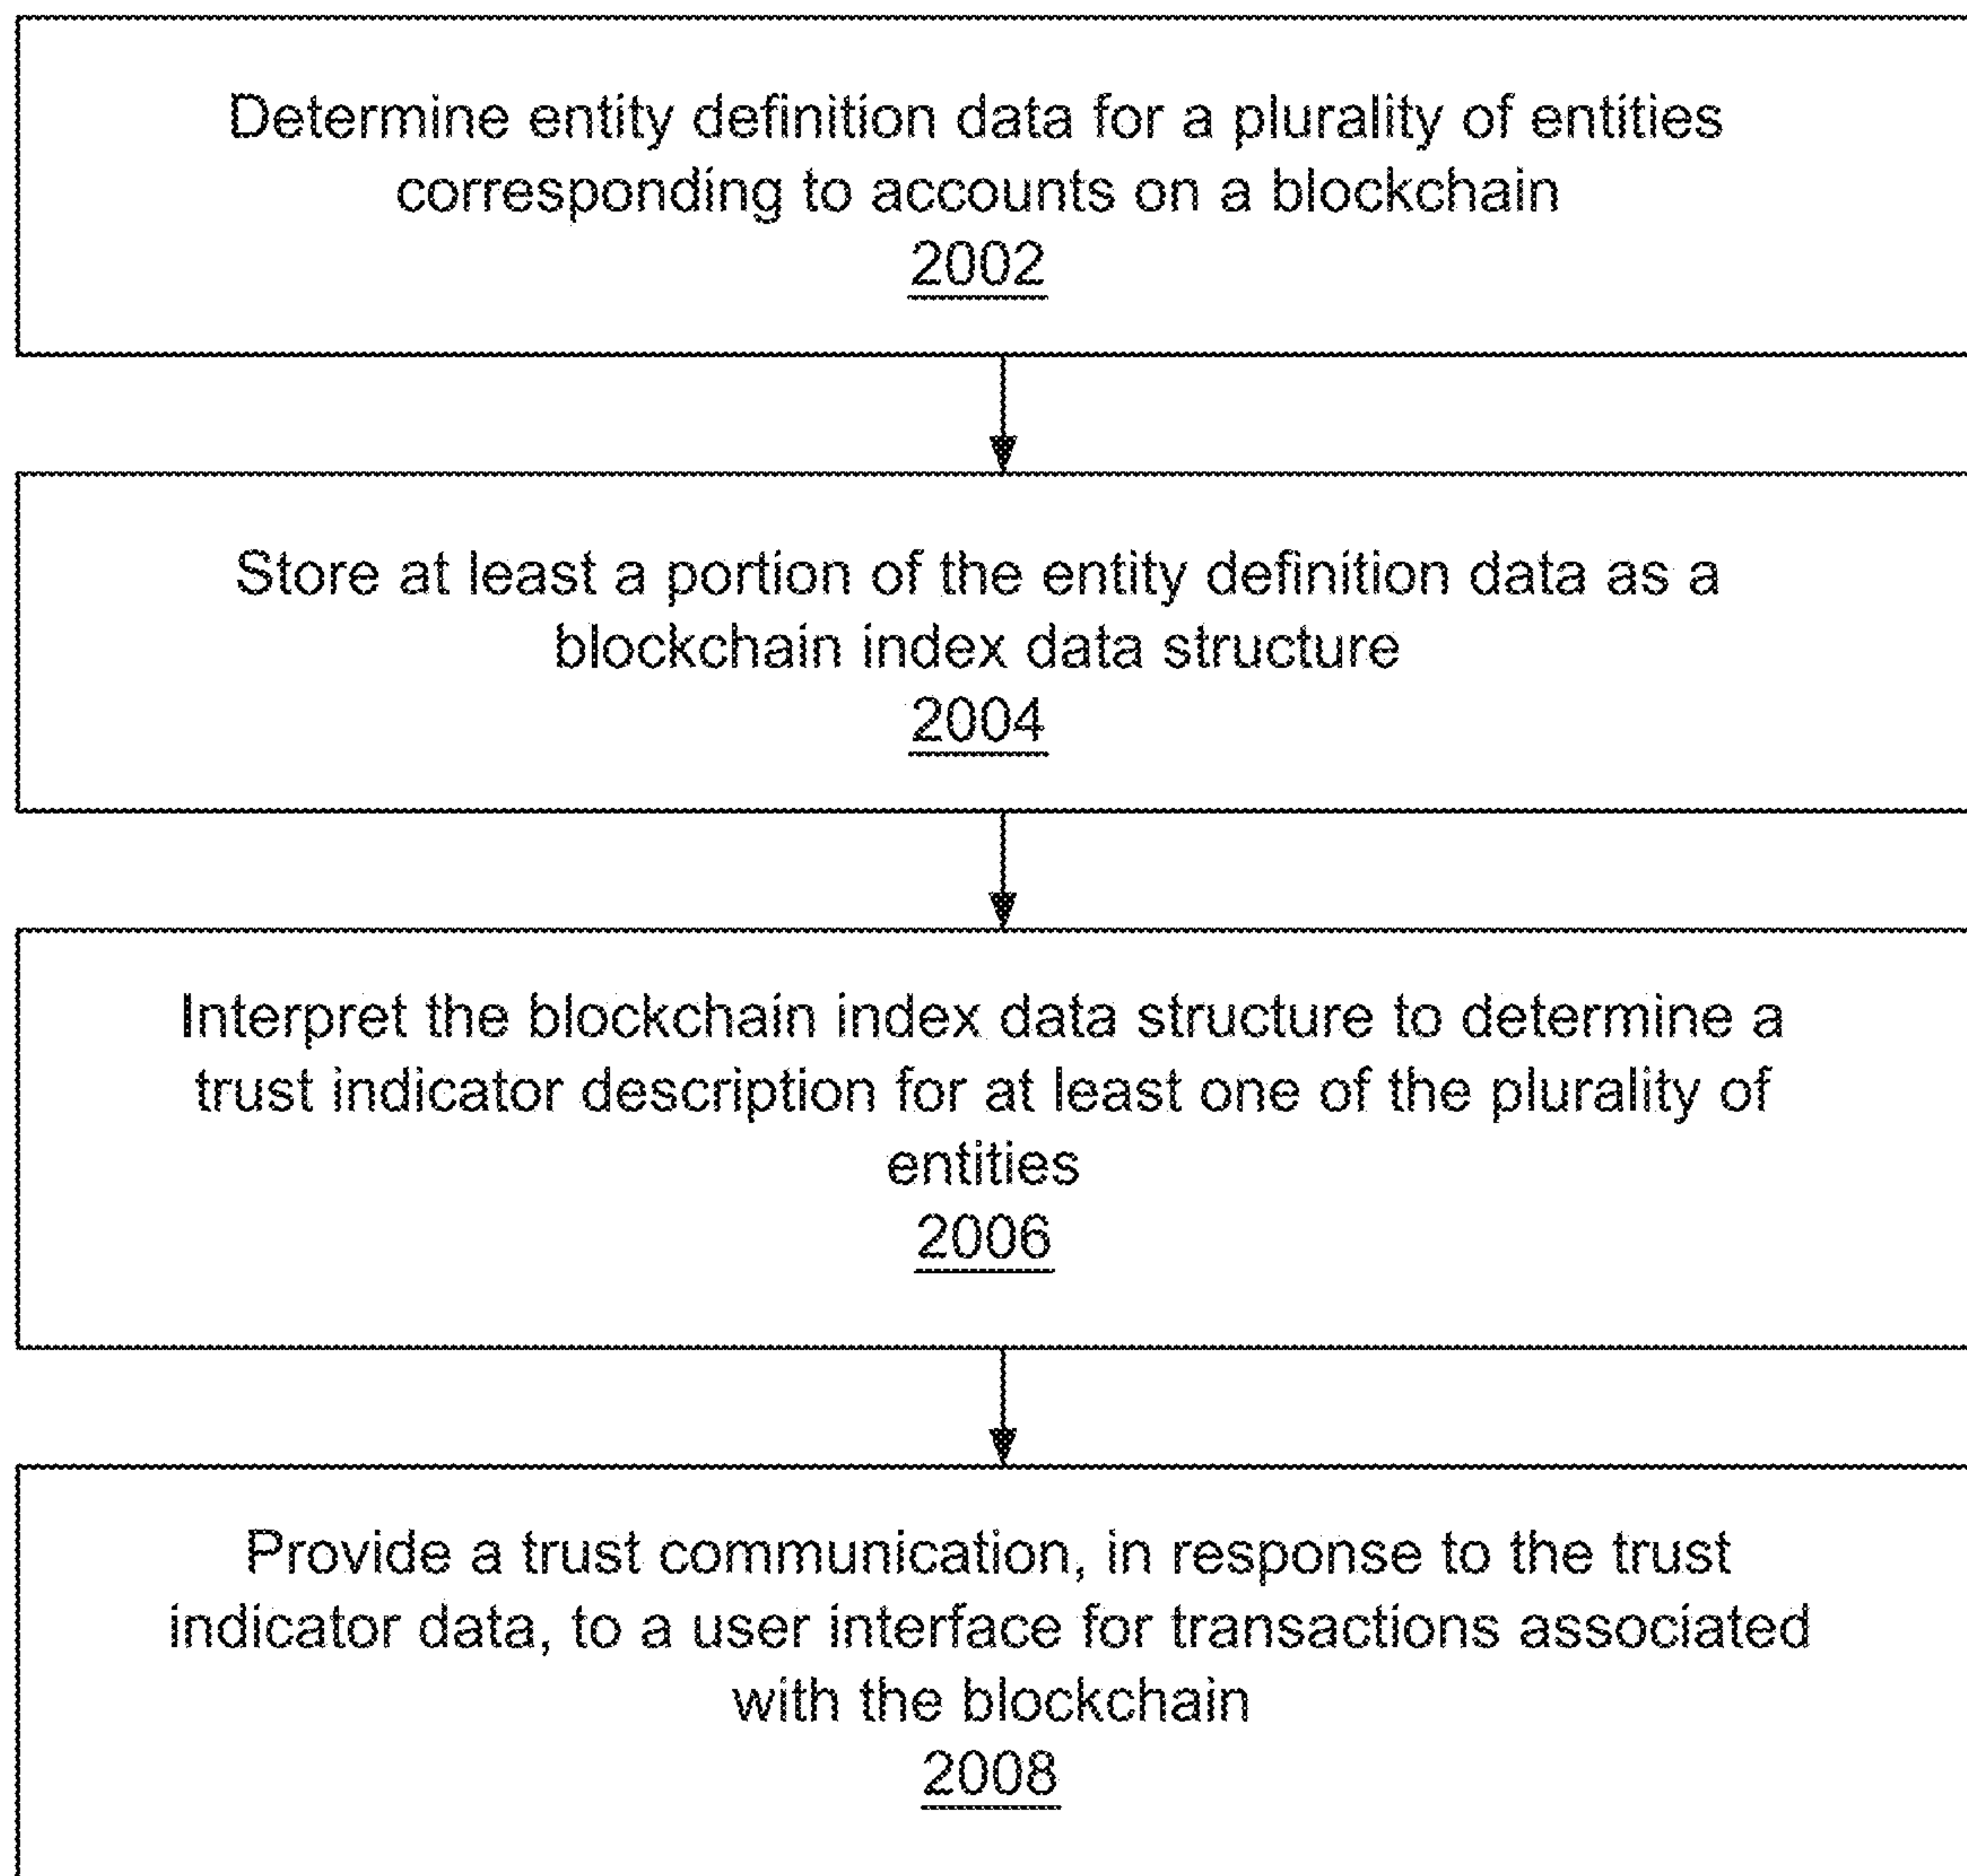 Determine entity definition data for a plurality of entities
corresponding to accounts on a blockchain
2002
Store at least a portion of the entity definition data as a
blockchain index data structure
2004
Interpret the blockchain index data structure to determine a
trust indicator description for at least one of the plurality of
entities
2006
Provide a trust communication, in response to the trust
indicator data, to a user interface for transactions associated
with the blockchain
2008